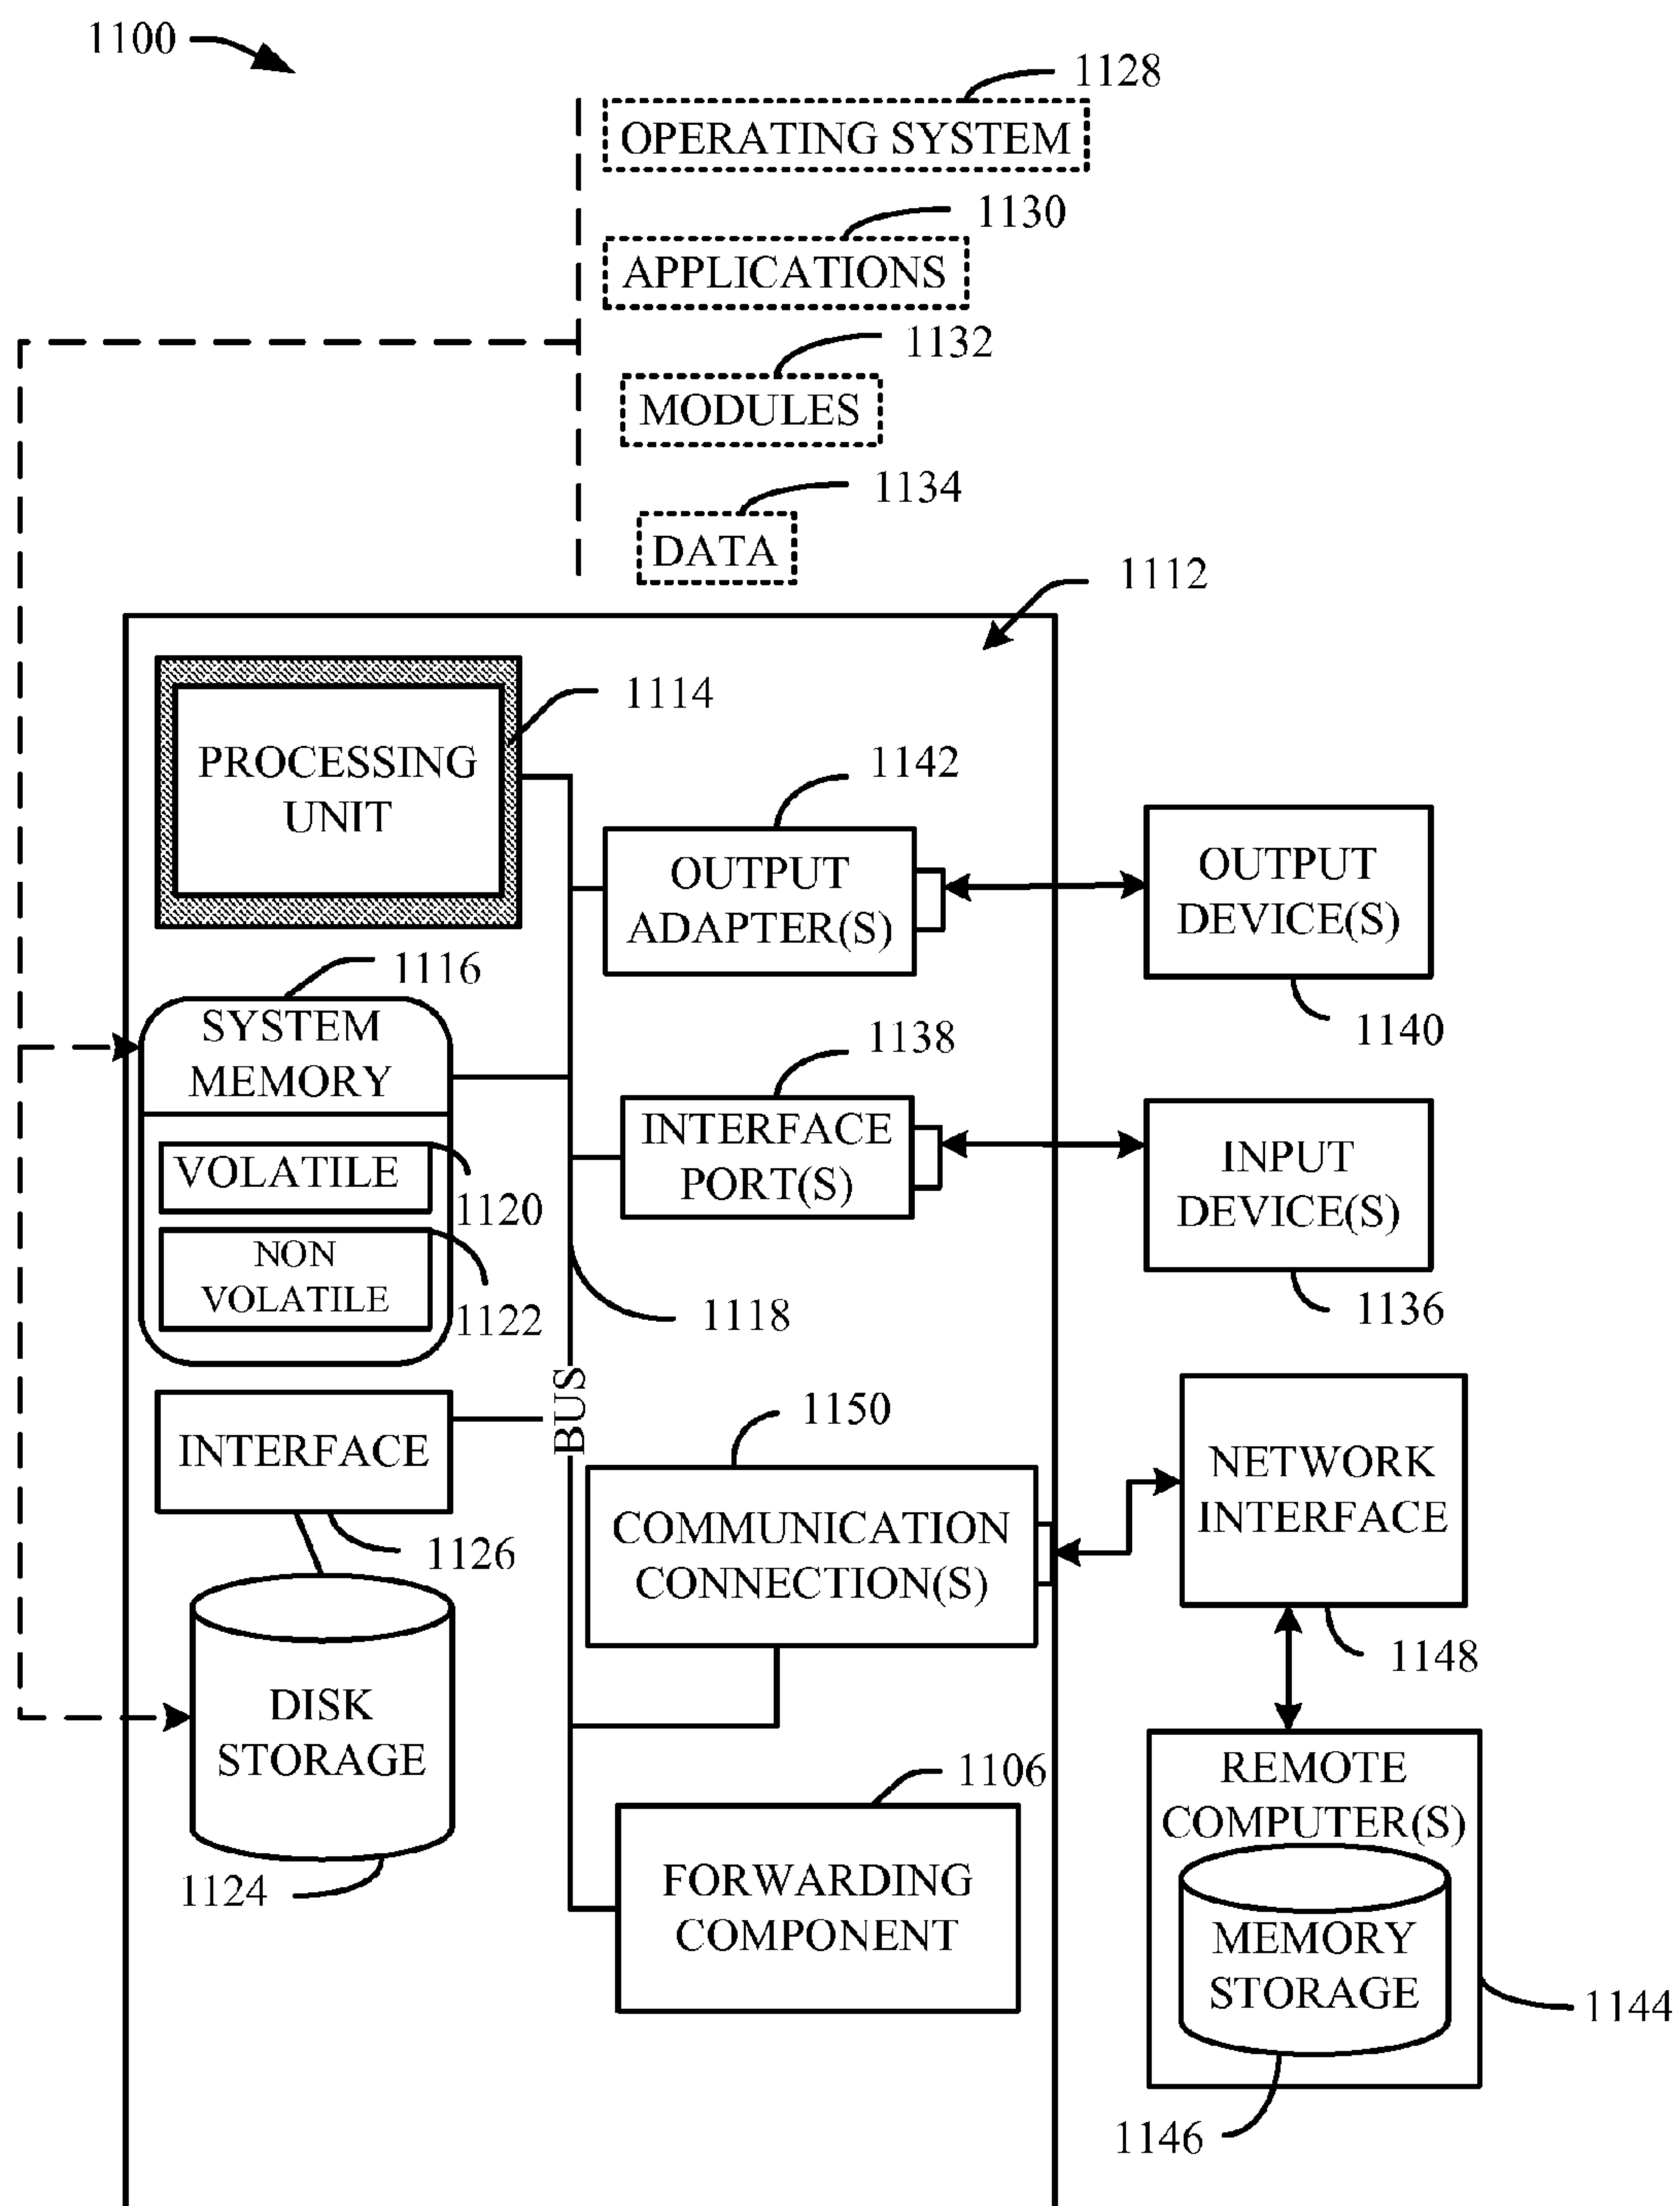 1100
1128
OPERATING SYSTEM
1130
APPLICATIONS
1132
MODULES
1134
DATA
1112
1114
PROCESSING
UNIT
1142
OUTPUT
ADAPTER(S)
OUTPUT
DEVICE(S)
1140
1116
SYSTEM
MEMORY
VOLATILE
1120
NON
VOLATILE
1122
1138
INTERFACE
PORT(S)
INPUT
DEVICE(S)
1136
1118
BUS
INTERFACE
1126
1150
COMMUNICATION
CONNECTION(S)
NETWORK
INTERFACE
1148
DISK
STORAGE
1124
1106
FORWARDING
COMPONENT
REMOTE
COMPUTER(S)
MEMORY
STORAGE
1144
1146